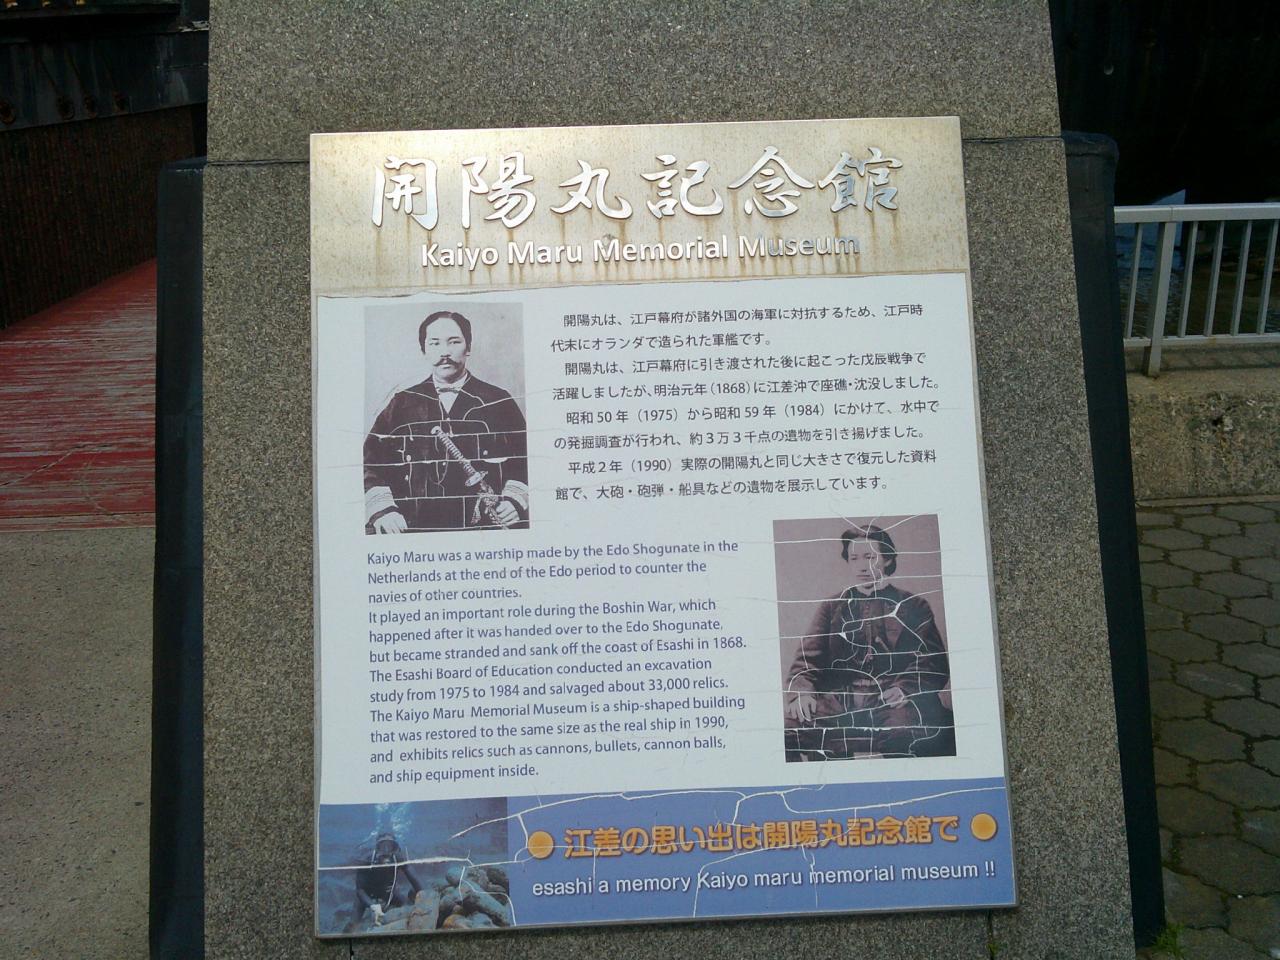 開陽丸記念館
Kaiyo Maru Memorial Museum
開陽丸は、江戸幕府が諸外国の海軍に対抗するため、江戸時
代末にオランダで造られた軍艦です。
開陽丸は、江戸幕府に引き渡された後に起こった戊辰戦争で
活躍しましたが、明治元年（1868）に江差沖で座礁・沈没しました。
昭和50年（1975）から昭和59年（1984）にかけて、水中で
の発掘調査が行われ、約3万3千点の遺物を引き揚げました。
平成2年（1990）実際の開陽丸と同じ大きさで復元した資料
館で、大砲・砲弾・船具などの遺物を展示しています。
Kaiyo Maru was a warship made by the Edo Shogunate in the
Netherlands at the end of the Edo period to counter the
navies of other countries.
It played an important role during the Boshin War, which
happened after it was handed over to the Edo Shogunate,
but became stranded and sank off the coast of Esashi in 1868.
The Esashi Board of Education conducted an excavation
study from 1975 to 1984 and salvaged about 33,000 relics.
The Kaiyo Maru Memorial Museum is a ship-shaped building
that was restored to the same size as the real ship in 1990,
and exhibits relics such as cannons, bullets, cannon balls,
and ship equipment inside.
江差の思い出は開陽丸記念館で
esashi a memory Kaiyo maru memorial museum !!